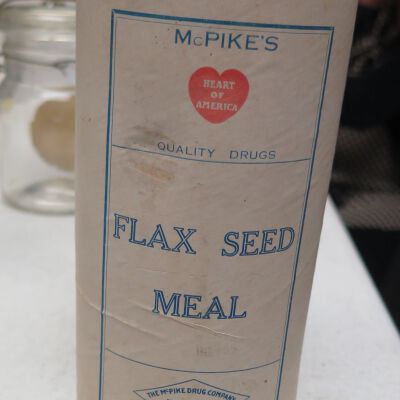 McPIKE'S
HEART
OF
AMERICA
QUALITY DRUGS
FLAX SEED
MEAL
THE McPIKE DRUG COMPANY